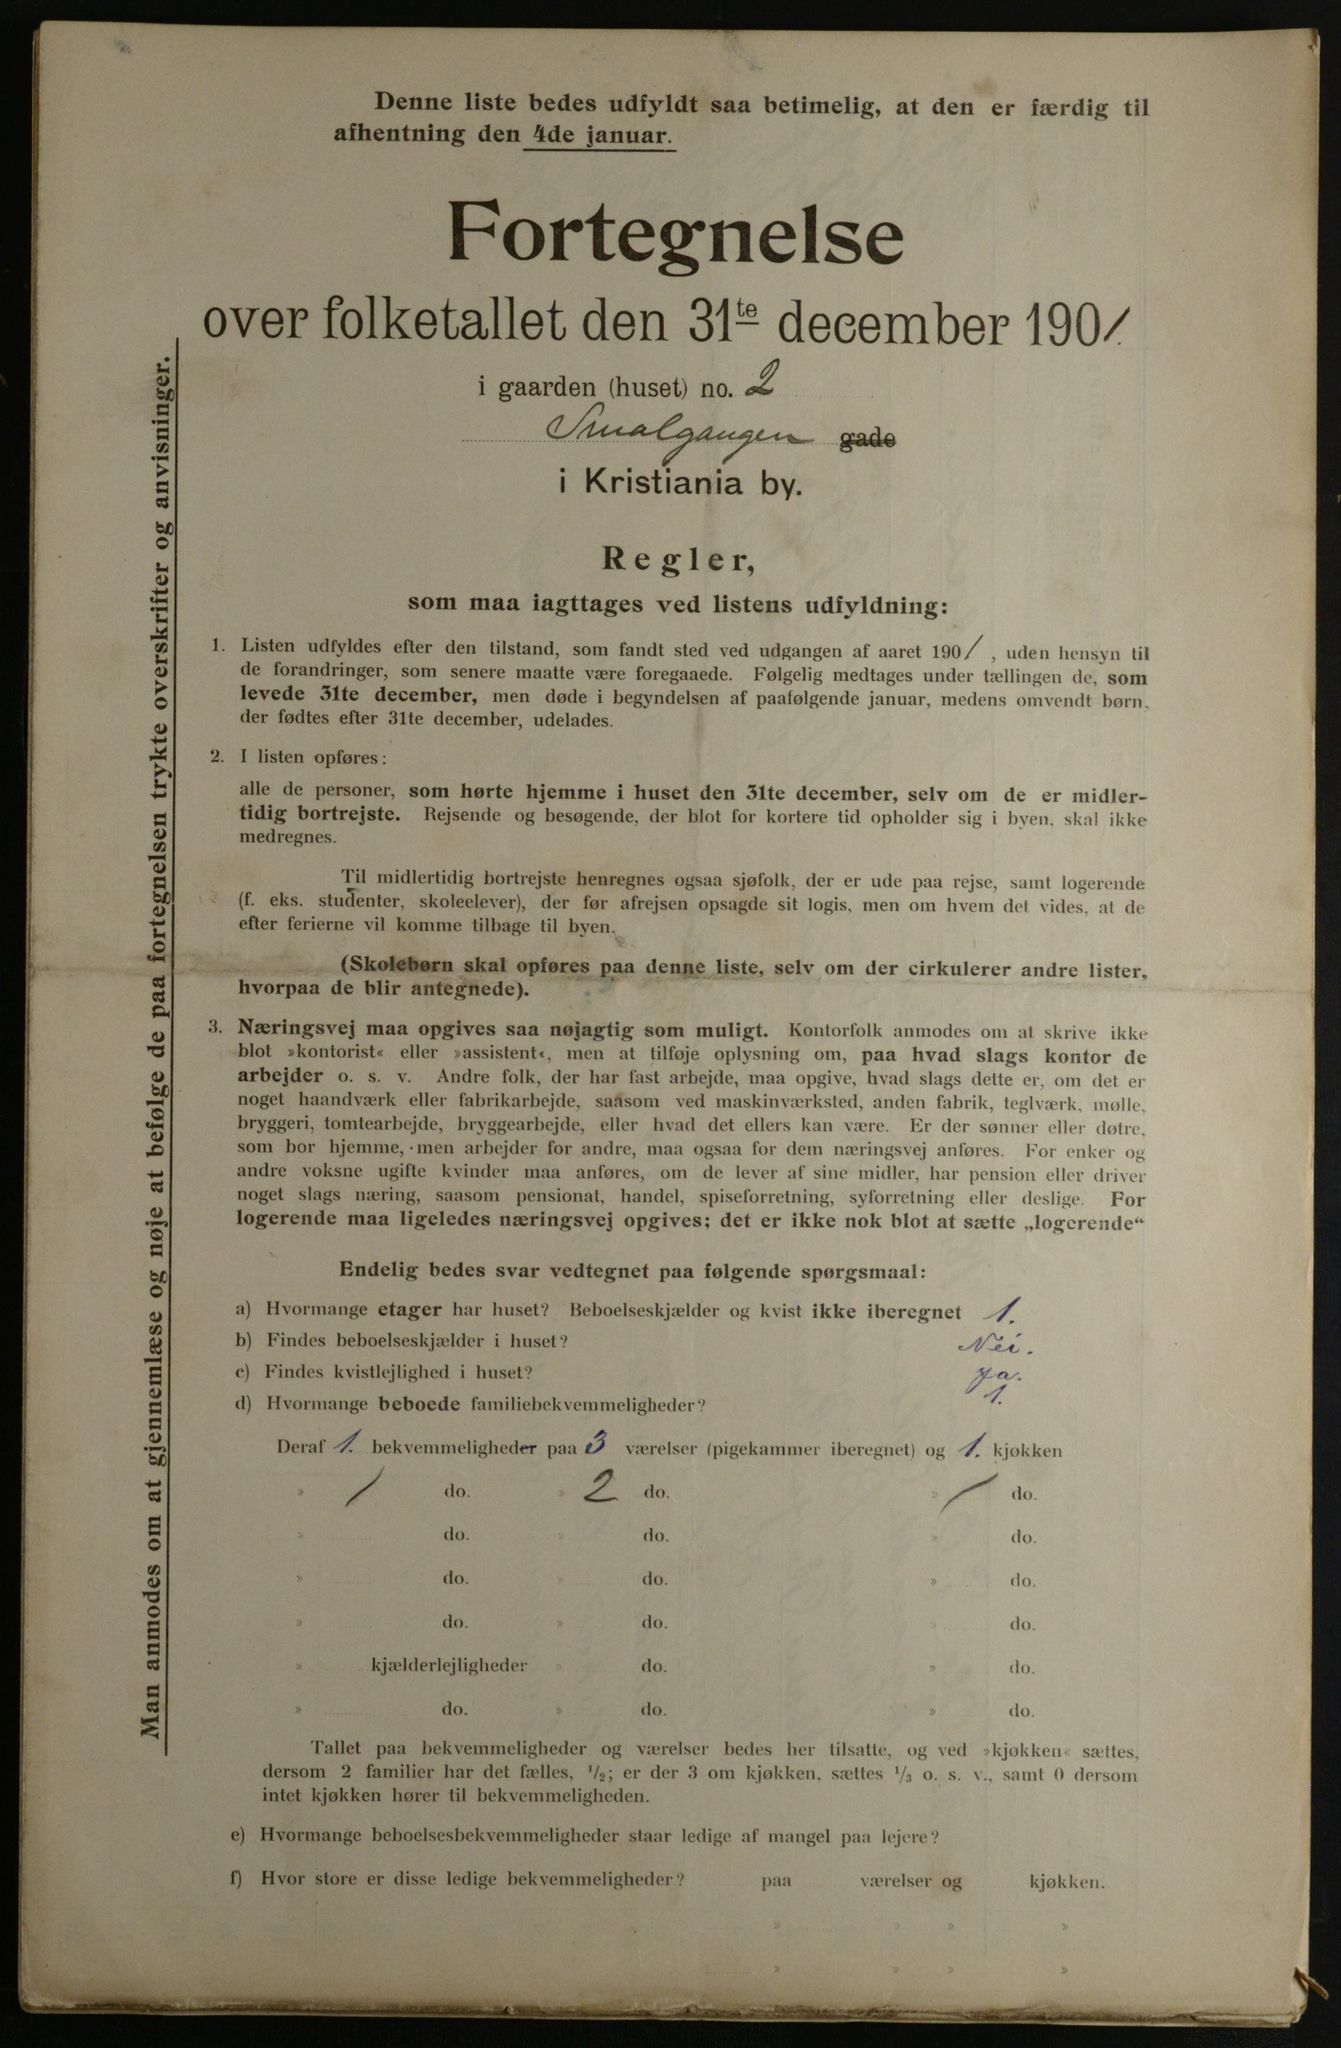 Denne liste bedes udfyldt saa betimelig, at den er færdig til
afhentning den 4de januar.
Fortegnelse
over folketallet den 31te december 1901.
i gaarden (huset) no. 2
Smalgangen gade
i Kristiania by.
Regler,
som maa iagttages ved listens udfyldning:
1. Listen udfyldes efter den tilstand, som fandt sted ved udgangen af aaret 1901, uden hensyn til
de forandringer, som senere maatte være foregaaede. Følgelig medtages under tællingen de, som
levede 31te december, men døde i begyndelsen af paafølgende januar, medens omvendt børn,
der fødtes efter 31te december, udelades.
2. I listen opføres:
alle de personer, som hørte hjemme i huset den 31te december, selv om de er midler-
tidig bortrejste. Rejsende og besøgende, der blot for kortere tid opholder sig i byen, skal ikke
medregnes.
Til midlertidig bortrejste henregnes ogsaa sjøfolk, der er ude paa rejse, samt logerende
(f. eks. studenter, skoleelever), der før afrejsen opsagde sit logis, men om hvem det vides, at de
efter ferierne vil komme tilbage til byen.
(Skolebørn skal opføres paa denne liste, selv om der cirkulerer andre lister,
hvorpaa de blir antegnede).
3. Næringsvej maa opgives saa nøjagtig som muligt. Kontorfolk anmodes om at skrive ikke
blot »kontorist« eller »assistent«, men at tilføje oplysning om, paa hvad slags kontor de
arbejder o. s. v. Andre folk, der har fast arbejde, maa opgive, hvad slags dette er, om det er
noget haandværk eller fabrikarbejde, saasom ved maskinværksted, anden fabrik, teglværk, mølle,
bryggeri, tomtearbejde, bryggearbejde, eller hvad det ellers kan være. Er der sønner eller døtre,
som bor hjemme, men arbejder for andre, maa ogsaa for dem næringsvej anføres. For enker og
andre voksne ugifte kvinder maa anføres, om de lever af sine midler, har pension eller driver
noget slags næring, saasom pensionat, handel, spiseforretning, syforretning eller deslige. For
logerende maa ligeledes næringsvej opgives; det er ikke nok blot at sætte „logerende“
Endelig bedes svar vedtegnet paa følgende spørgsmaal:
a) Hvormange etager har huset? Beboelseskjælder og kvist ikke iberegnet 1.
b) Findes beboelseskjælder i huset? Nei.
c) Findes kvistlejlighed i huset? Ja.
d) Hvormange beboede familiebekvemmeligheder? 1.
Deraf 1. bekvemmeligheder paa 3 værelser (pigekammer iberegnet) og 1. kjøkken
» 1 do. » 2 do. » 1 do.
» do. » do. » do.
» do. » do. » do.
» do. » do. » do.
» kjælderlejligheder » do. » do.
» do. » do. » do.
Tallet paa bekvemmeligheder og værelser bedes her tilsatte, og ved »kjøkken« sættes,
dersom 2 familier har det fælles, 1/2; er der 3 om kjøkken, sættes 1/3 o. s. v., samt 0 dersom
intet kjøkken hører til bekvemmeligheden.
e) Hvormange beboelsesbekvemmeligheder staar ledige af mangel paa lejere?
f) Hvor store er disse ledige bekvemmeligheder? paa værelser og kjøkken.
» » » »
» » » »
Man anmodes om at gjennemlæse og nøje at befølge de paa fortegnelsen trykte overskrifter og anvisninger.